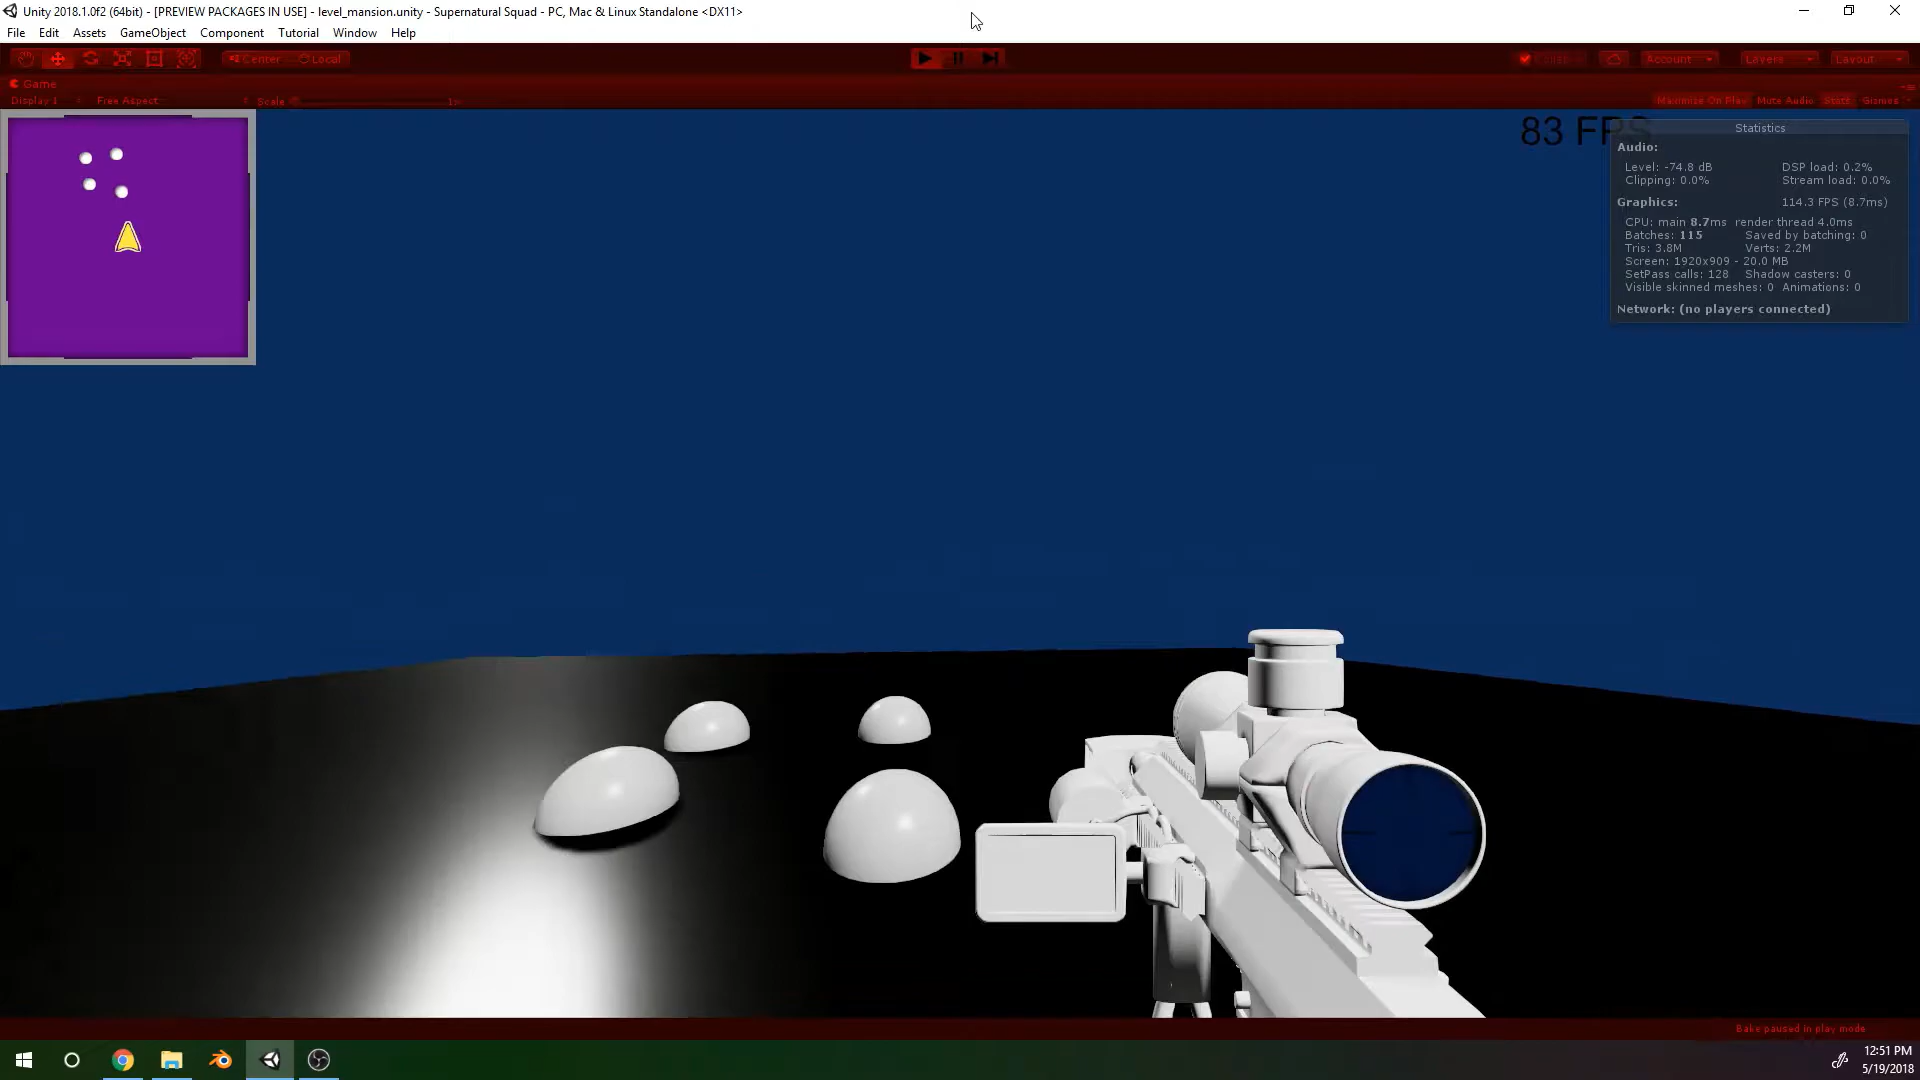 Unity 2018.1.0f2 (64bit) - [PREVIEW PACKAGES IN USE] - level_mansion.unity - Supernatural Squad - PC, Mac & Linux Standalone <DX11>
File Edit Assets GameObject Component Tutorial Window Help
Center Local Account Layers Layout
Game
Display 1 Free Aspect Scale 1x Maximize On Play Mute Audio Stats Gizmos
83 FPS
Statistics
Audio:
Level: -74.8 dB DSP load: 0.2%
Clipping: 0.0% Stream load: 0.0%
Graphics: 114.3 FPS (8.7ms)
CPU: main 8.7ms render thread 4.0ms
Batches: 115 Saved by batching: 0
Tris: 3.8M Verts: 2.2M
Screen: 1920x909 - 20.0 MB
SetPass calls: 128 Shadow casters: 0
Visible skinned meshes: 0 Animations: 0
Network: (no players connected)
Bake paused in play mode
12:51 PM
5/19/2018